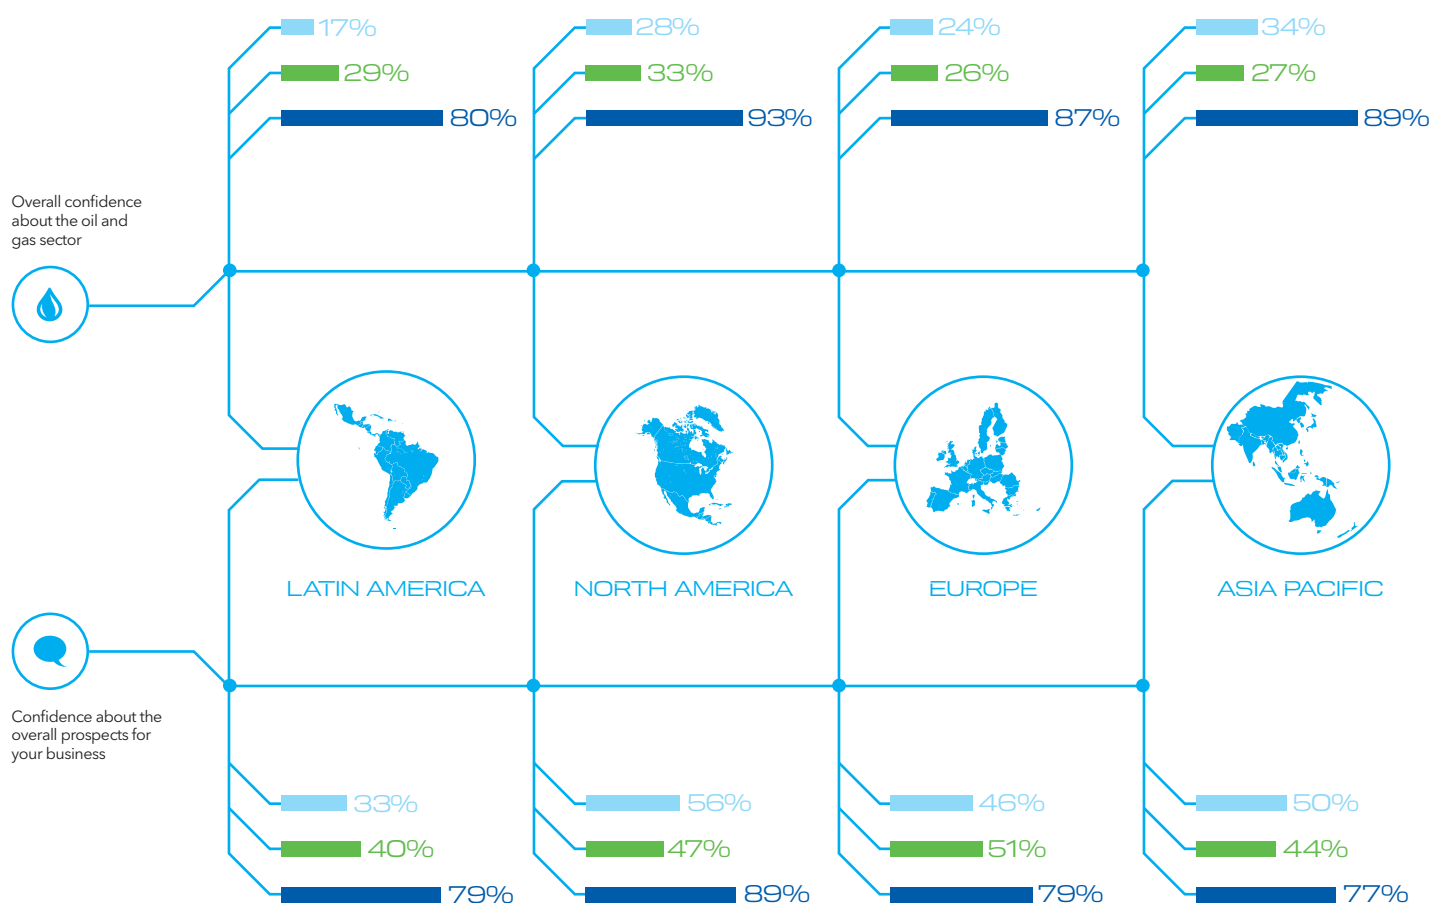 17%
28%
24%
34%
29%
33%
26%
27%
80%
93%
87%
89%
Overall confidence
about the oil and
gas sector
LATIN AMERICA
NORTH AMERICA
EUROPE
ASIA PACIFIC
Confidence about the
overall prospects for
your business
33%
56%
46%
50%
40%
47%
51%
44%
79%
89%
79%
77%